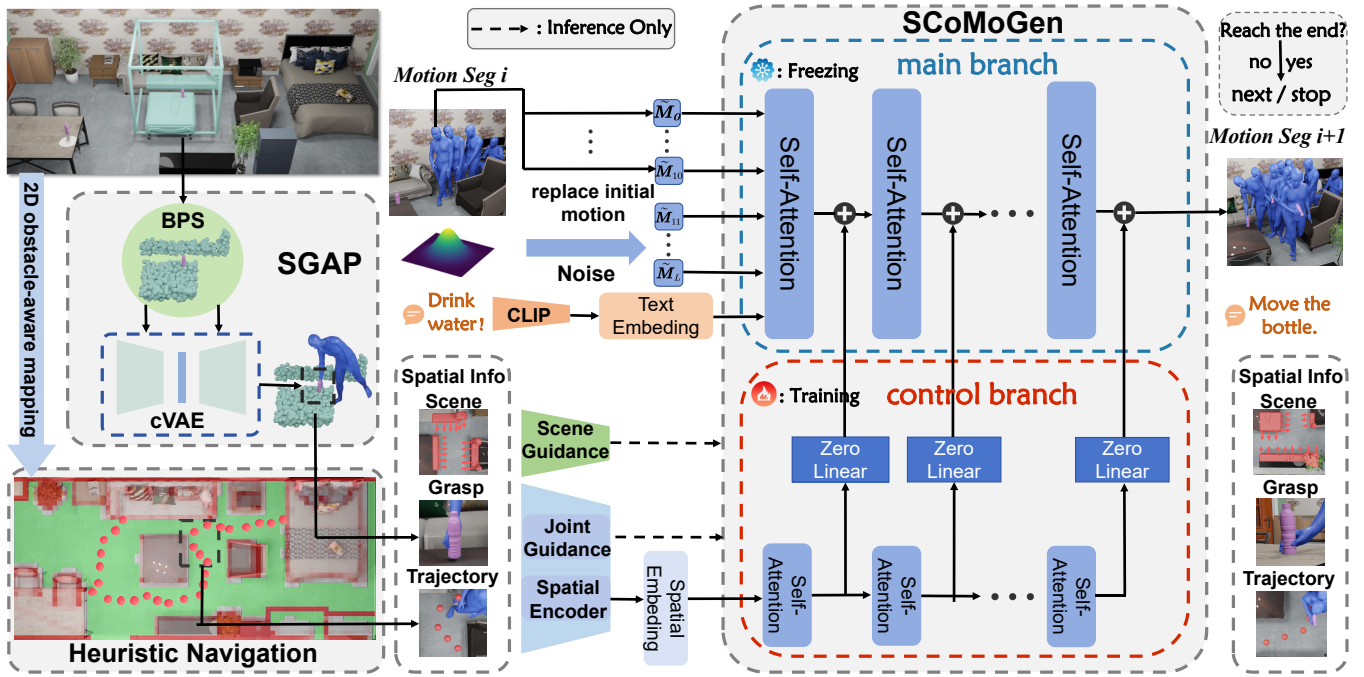 : Inference Only
SCoMoGen
Reach the end?
no yes
next / stop
Motion Seg i
: Freezing
main branch
M̃0
M̃10
M̃11
M̃L
replace initial
motion
Noise
Self-Attention
Self-Attention
Self-Attention
Motion Seg i+1
2D obstacle-aware mapping
BPS
SGAP
cVAE
Drink
water!
CLIP
Text
Embeding
Move the
bottle.
Spatial Info
Scene
Grasp
Trajectory
Scene
Guidance
Joint
Guidance
Spatial
Encoder
Spatial
Embedding
: Training
control branch
Zero
Linear
Zero
Linear
Zero
Linear
Self-
Attention
Self-
Attention
Self-
Attention
Spatial Info
Scene
Grasp
Trajectory
Heuristic Navigation